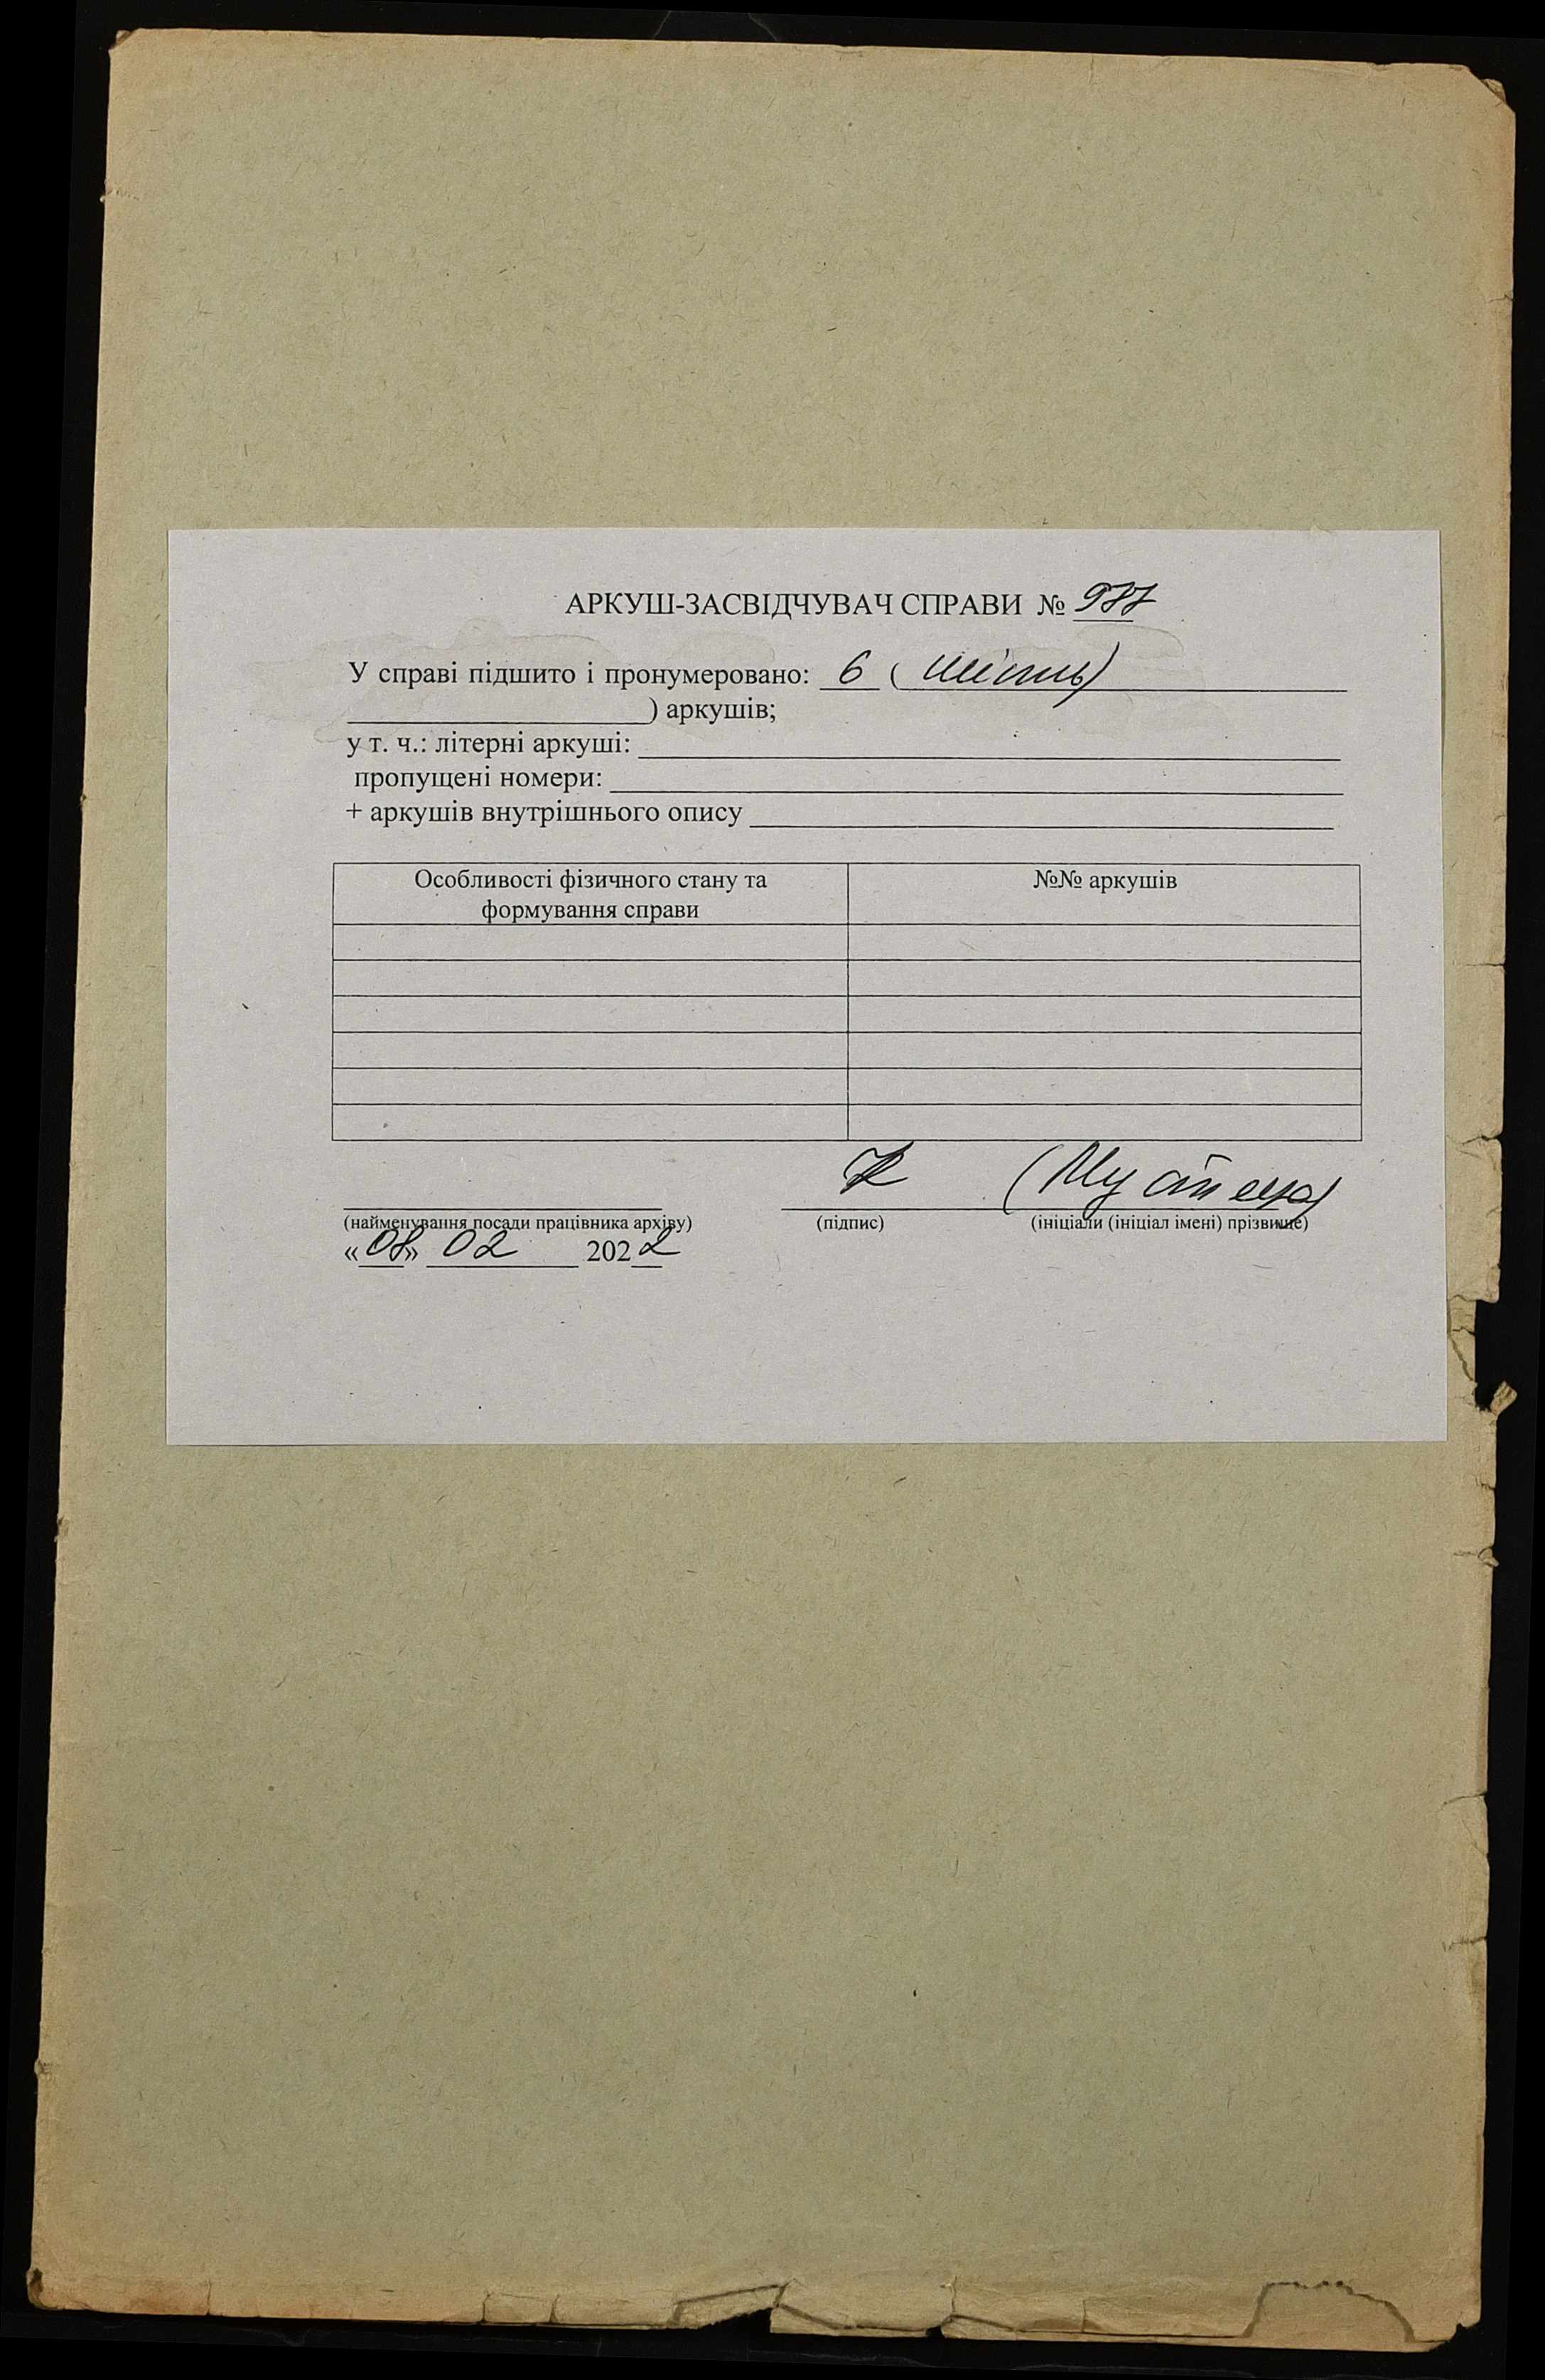 АРКУШ-ЗАСВІДЧУВАЧ СПРАВИ №
У справі підшито і пронумеровано: 6 ( шість)
) аркушів;
у т. ч.: літерні аркуші:
пропущені номери:
+ аркушів внутрішнього опису
Особливості фізичного стану та
формування справи
№№ аркушів
(найменування посади працівника архіву) (підпис) (ініціали (ініціал імені) прізвище)
«08» 02 2022